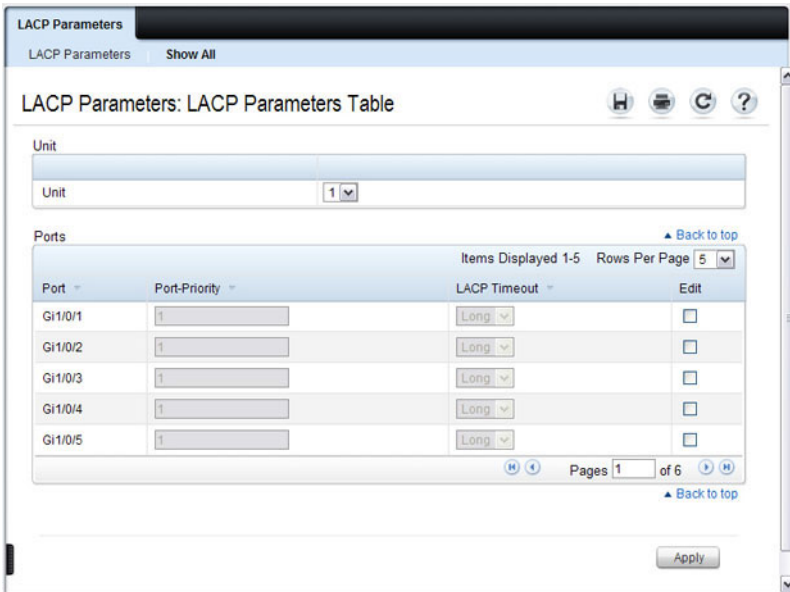 LACP Parameters
LACP Parameters Show All
LACP Parameters: LACP Parameters Table
?
Unit
Unit 1
Ports Back to top
Items Displayed 1-5 Rows Per Page 5
Port Port-Priority LACP Timeout Edit
Gi1/0/1 1 Long
Gi1/0/2 1 Long
Gi1/0/3 1 Long
Gi1/0/4 1 Long
Gi1/0/5 1 Long
Pages 1 of 6
Back to top
Apply